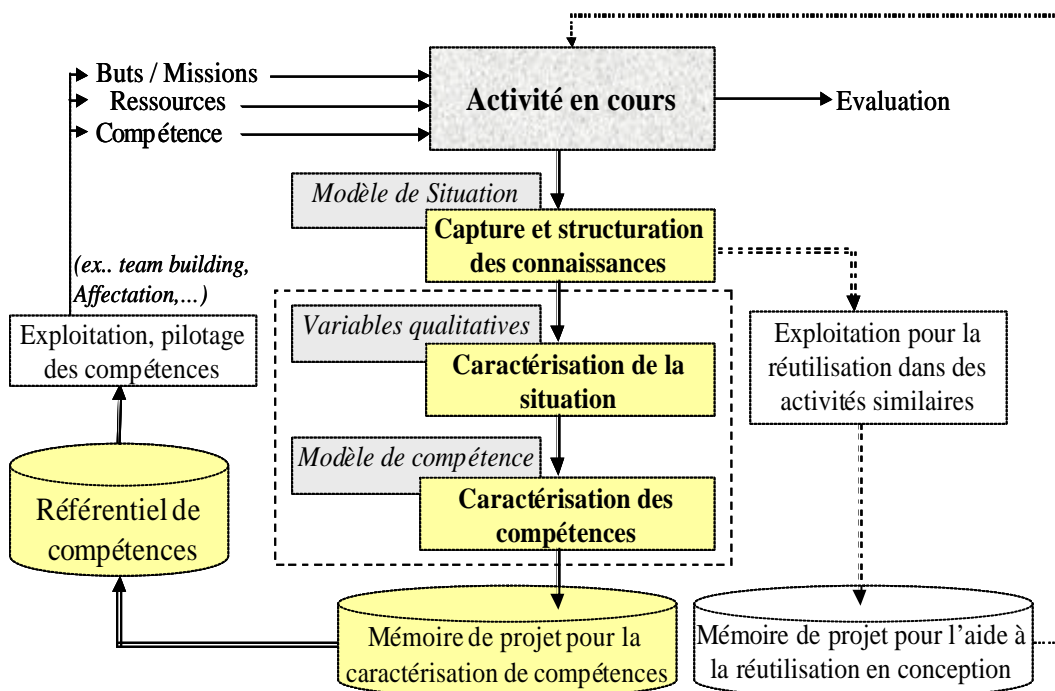 Buts / Missions
Ressources
Compétence
Activité en cours
Evaluation
Modèle de Situation
Capture et structuration
des connaissances
(ex.. team building,
Affectation,…)
Exploitation, pilotage
des compétences
Variables qualitatives
Caractérisation de la
situation
Exploitation pour la
réutilisation dans des
activités similaires
Modèle de compétence
Caractérisation des
compétences
Référentiel de
compétences
Mémoire de projet pour la
caractérisation de compétences
Mémoire de projet pour l’aide à
la réutilisation en conception